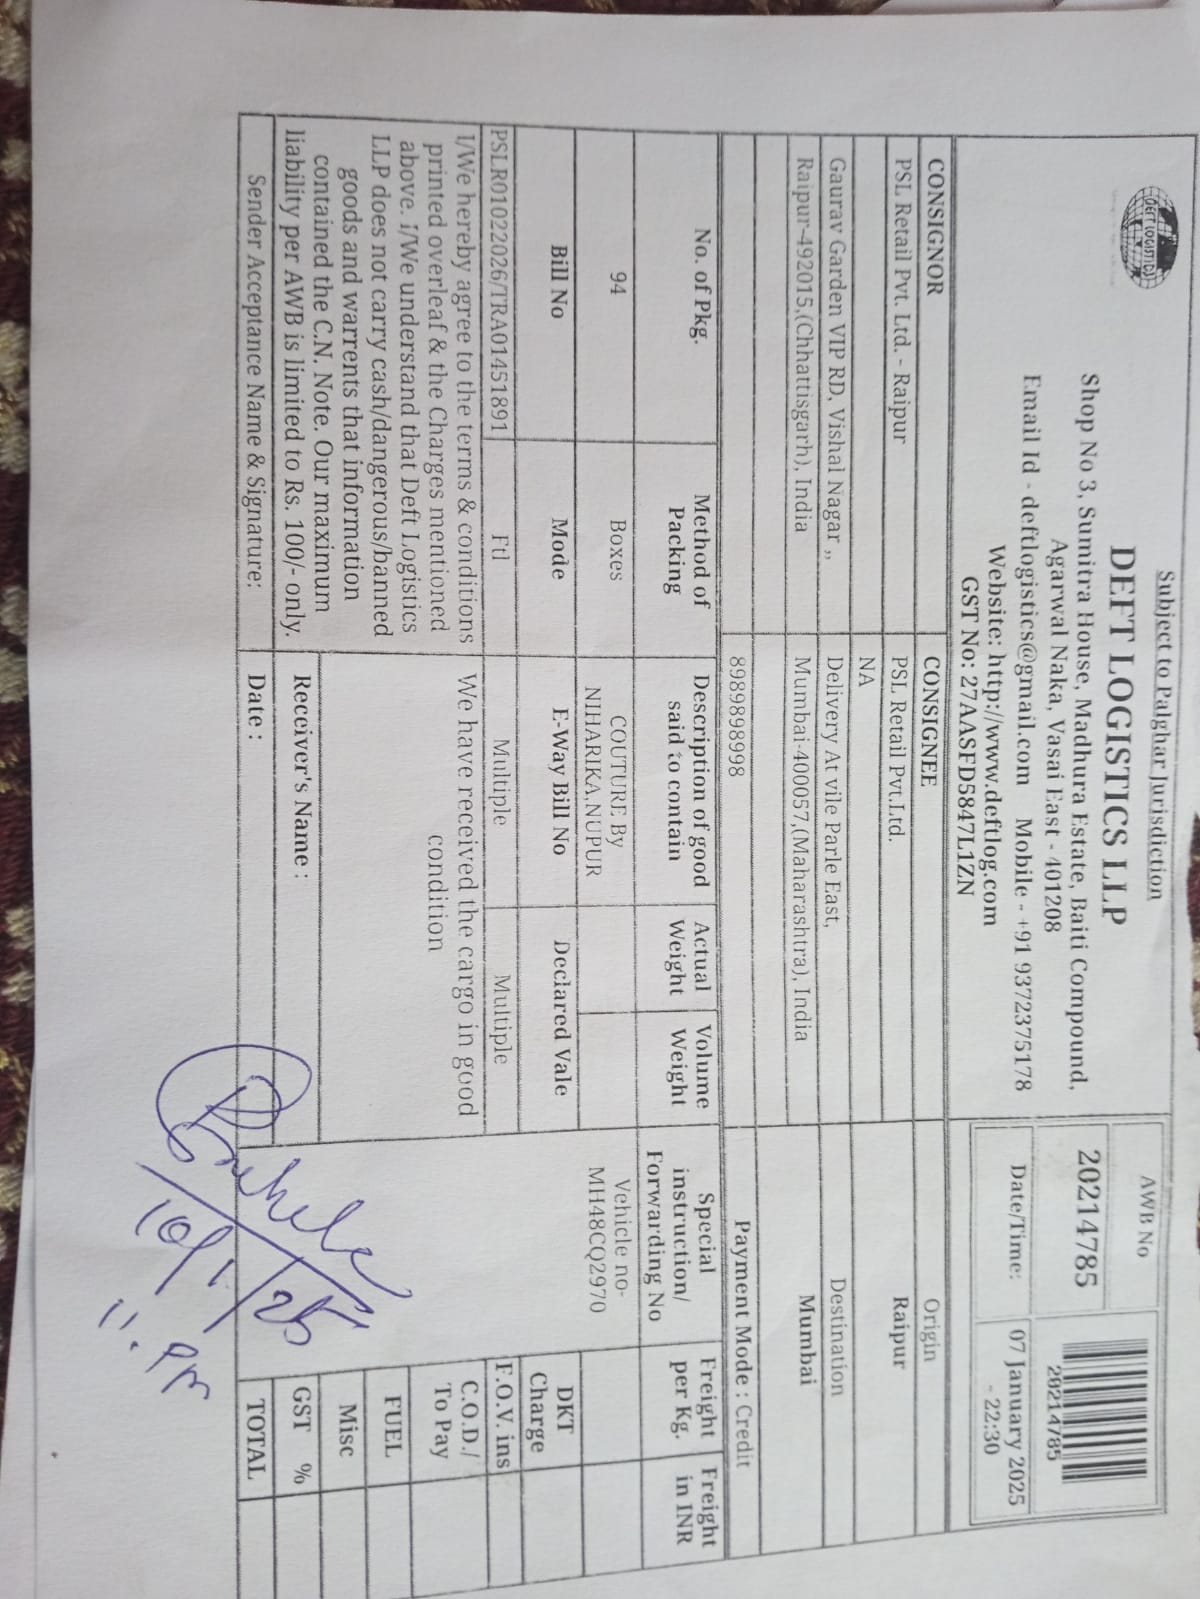 Subject to Palghar Jurisdiction
DEFT LOGISTICS
DEFT LOGISTICS LLP
Shop No 3, Sumitra House, Madhura Estate, Baiti Compound,
Agarwal Naka, Vasai East - 401208
Email Id - deftlogistics@gmail.com Mobile - +91 9372375178
Website: http://www.deftlog.com
GST No: 27AASFD5847L1ZN
AWB No
20214785
20214785
Date/Time: 07 January 2025
- 22:30
CONSIGNOR CONSIGNEE Origin
PSL Retail Pvt. Ltd. - Raipur PSL Retail Pvt.Ltd. Raipur
NA
Gaurav Garden VIP RD, Vishal Nagar ,, Delivery At vile Parle East, Destination
Raipur-492015,(Chhattisgarh), India Mumbai-400057,(Maharashtra), India Mumbai
8989898998 Payment Mode : Credit
No. of Pkg. Method of Packing Description of good said to contain Actual Weight Volume Weight Special instruction/ Forwarding No Freight per Kg. Freight in INR
94 Boxes COUTURE By NIHARIKA,NUPUR Vehicle no- MH48CQ2970
Bill No Mode E-Way Bill No Declared Vale DKT Charge
PSLR01022026/TRA01451891 Ftl Multiple Multiple F.O.V. ins
I/We hereby agree to the terms & conditions
printed overleaf & the Charges mentioned
above. i/We understand that Deft Logistics
LLP does not carry cash/dangerous/banned
goods and warrents that information
contained the C.N. Note. Our maximum
liability per AWB is limited to Rs. 100/- only.
We have received the cargo in good
condition
C.O.D./
To Pay
FUEL
Misc
Receiver's Name : GST %
Sender Acceptance Name & Signature: Date : TOTAL
10/1/25